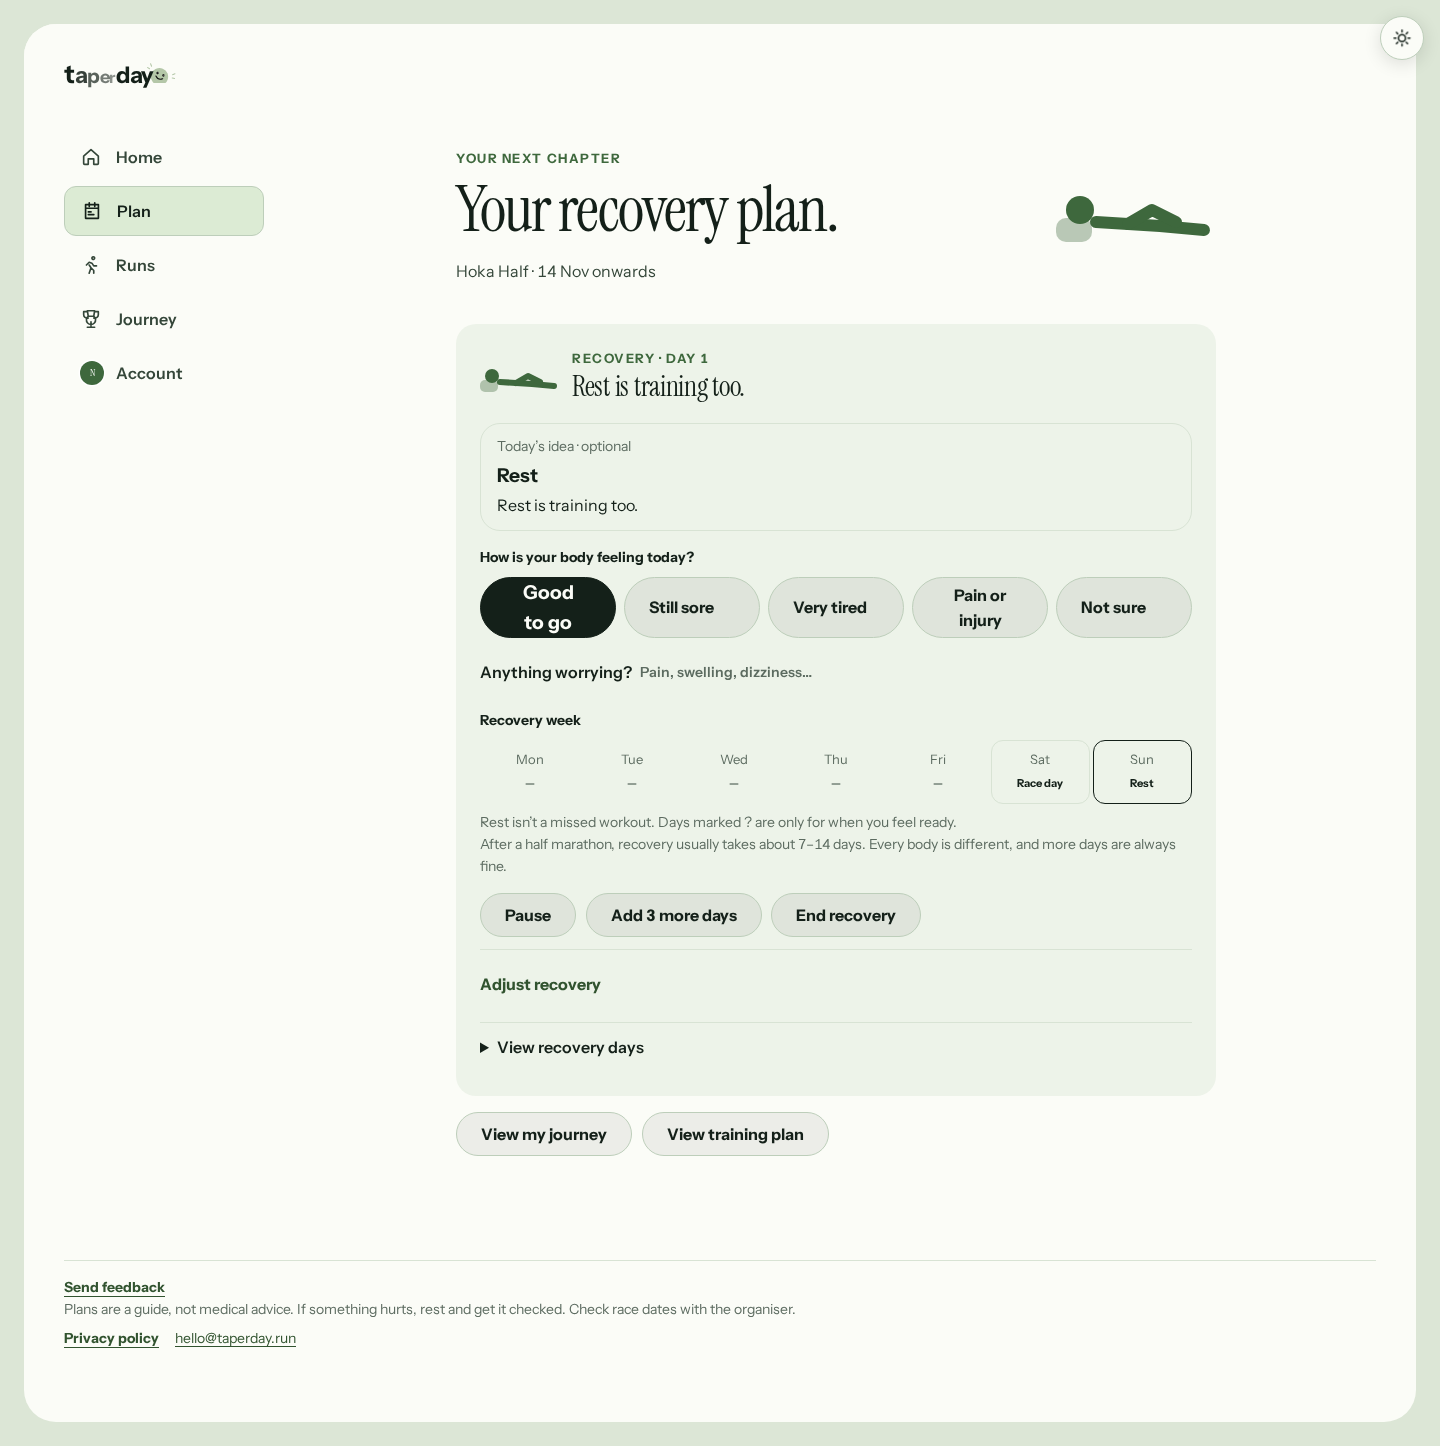 taperday
Home
Plan
Runs
Journey
N
Account
YOUR NEXT CHAPTER
Your recovery plan.
Hoka Half · 14 Nov onwards
RECOVERY · DAY 1
Rest is training too.
Today’s idea · optional
Rest
Rest is training too.
How is your body feeling today?
Good
to go
Still sore
Very tired
Pain or
injury
Not sure
Anything worrying? Pain, swelling, dizziness…
Recovery week
Mon Tue Wed Thu Fri Sat Sun
– – – – – Race day Rest
Rest isn’t a missed workout. Days marked ? are only for when you feel ready.
After a half marathon, recovery usually takes about 7–14 days. Every body is different, and more days are always
fine.
Pause Add 3 more days End recovery
Adjust recovery
View recovery days
View my journey View training plan
Send feedback
Plans are a guide, not medical advice. If something hurts, rest and get it checked. Check race dates with the organiser.
Privacy policy hello@taperday.run